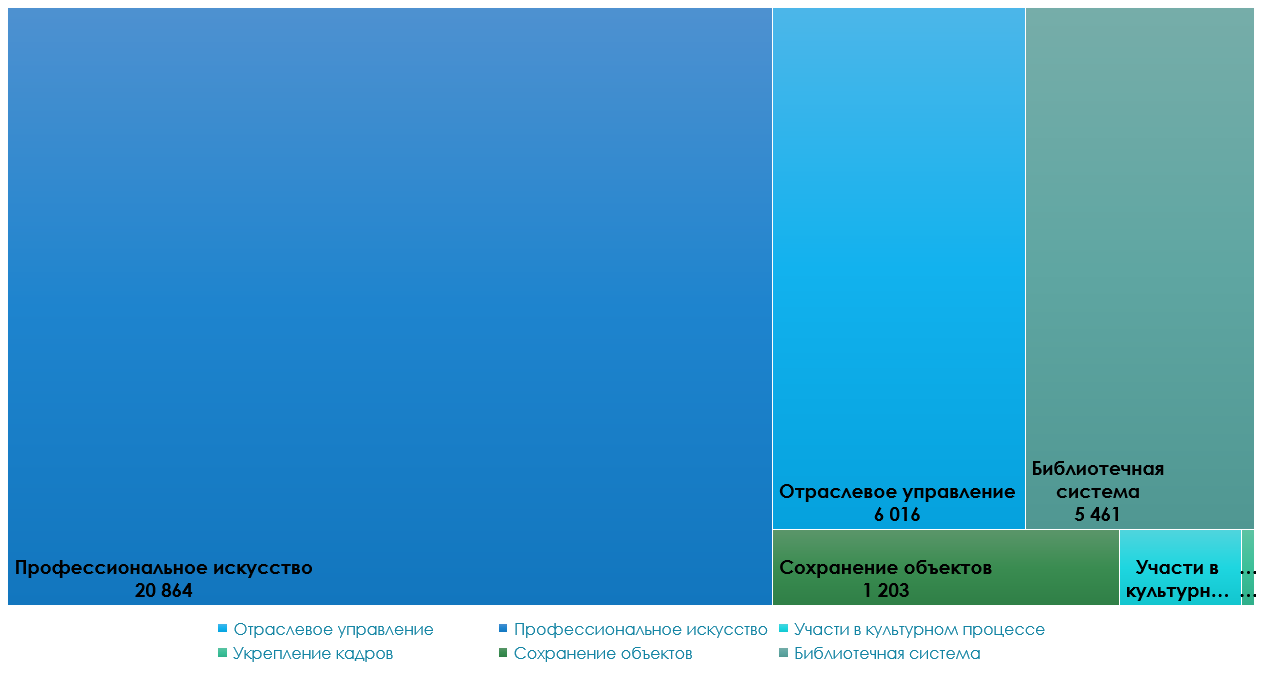 Профессиональное искусство
20 864
Отраслевое управление
6 016
Библиотечная
система
5 461
Сохранение объектов
1 203
Участи в
культурн...
...
...
Отраслевое управление
Профессиональное искусство
Участи в культурном процессе
Укрепление кадров
Сохранение объектов
Библиотечная система